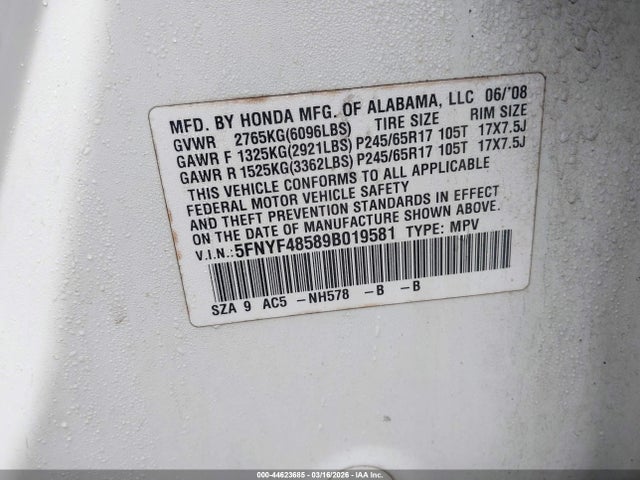 MFD. BY HONDA MFG. OF ALABAMA, LLC 06/'08
GVWR 2765KG(6096LBS) TIRE SIZE RIM SIZE
GAWR F 1325KG(2921LBS) P245/65R17 105T 17X7.5J
GAWR R 1525KG(3362LBS) P245/65R17 105T 17X7.5J
THIS VEHICLE CONFORMS TO ALL APPLICABLE
FEDERAL MOTOR VEHICLE SAFETY
AND THEFT PREVENTION STANDARDS IN EFFECT
ON THE DATE OF MANUFACTURE SHOWN ABOVE.
V.I.N.:5FNYF48589B019581 TYPE: MPV
SZA 9 AC5 -NH578 -B -B
000-44623685 | 03/16/2026 | IAA Inc.